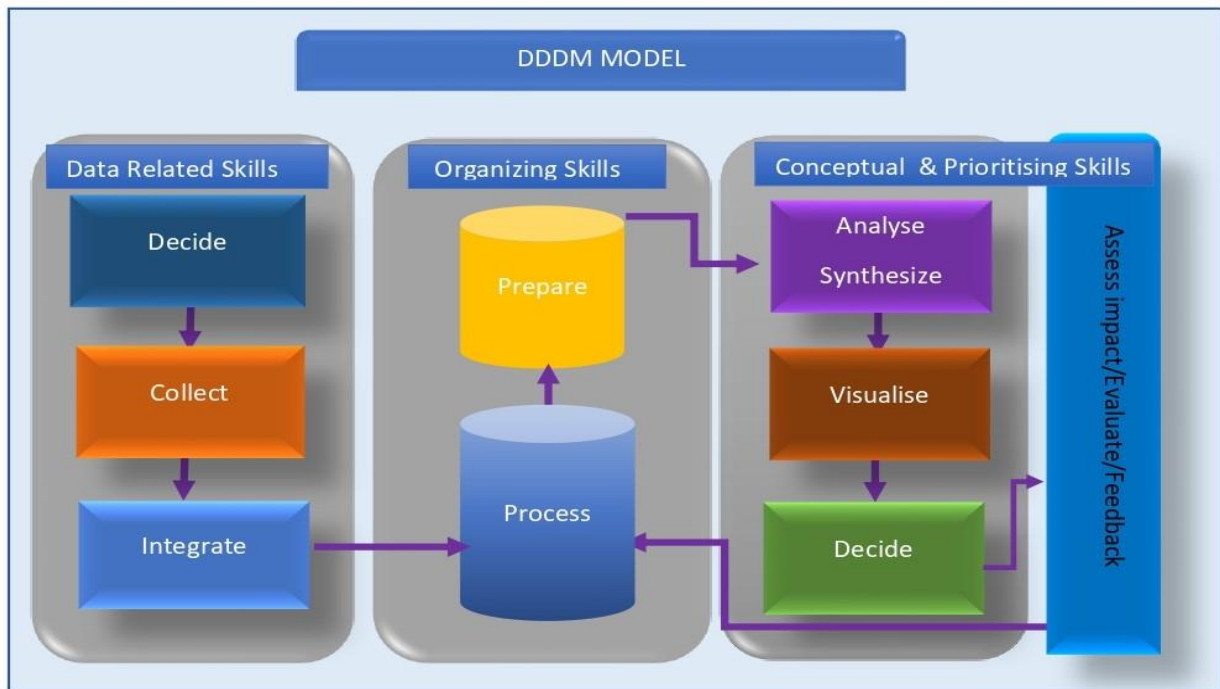 DDDM MODEL
Data Related Skills
Decide
Collect
Integrate
Organizing Skills
Prepare
Process
Conceptual & Prioritising Skills
Analyse
Synthesize
Visualise
Decide
Assess impact/Evaluate/Feedback